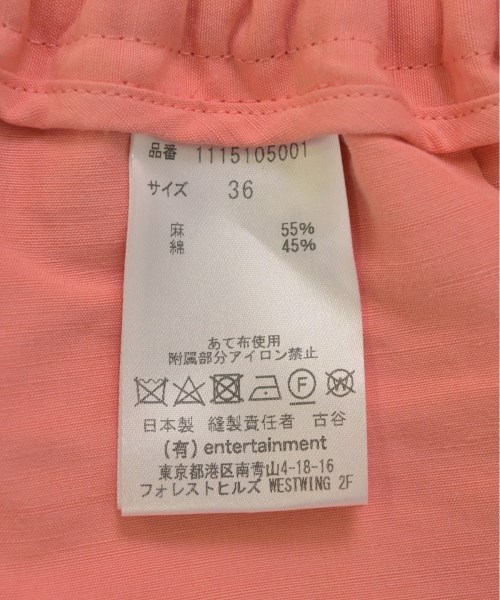 品番 1115105001
サイズ 36
麻 55%
綿 45%
あて布使用
附属部分アイロン禁止
F W
日本製 縫製責任者 古谷
(有) entertainment
東京都港区南青山4-18-16
フォレストヒルズ WESTWING 2F